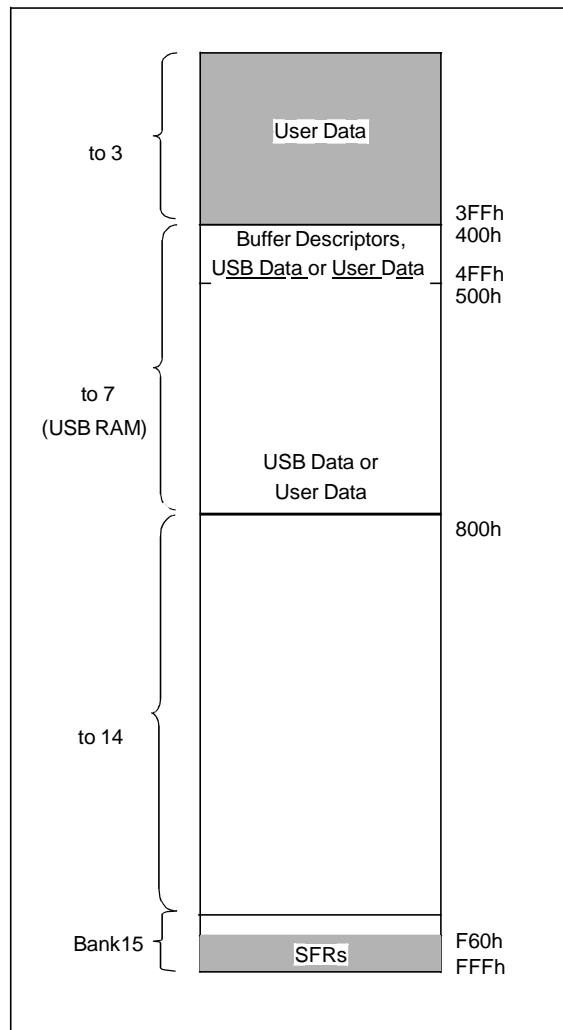 User Data
to 3
3FFh
400h
Buffer Descriptors,
USB Data or User Data
4FFh
500h
to 7
(USB RAM)
USB Data or
User Data
800h
to 14
Bank15
F60h
SFRs
FFFh